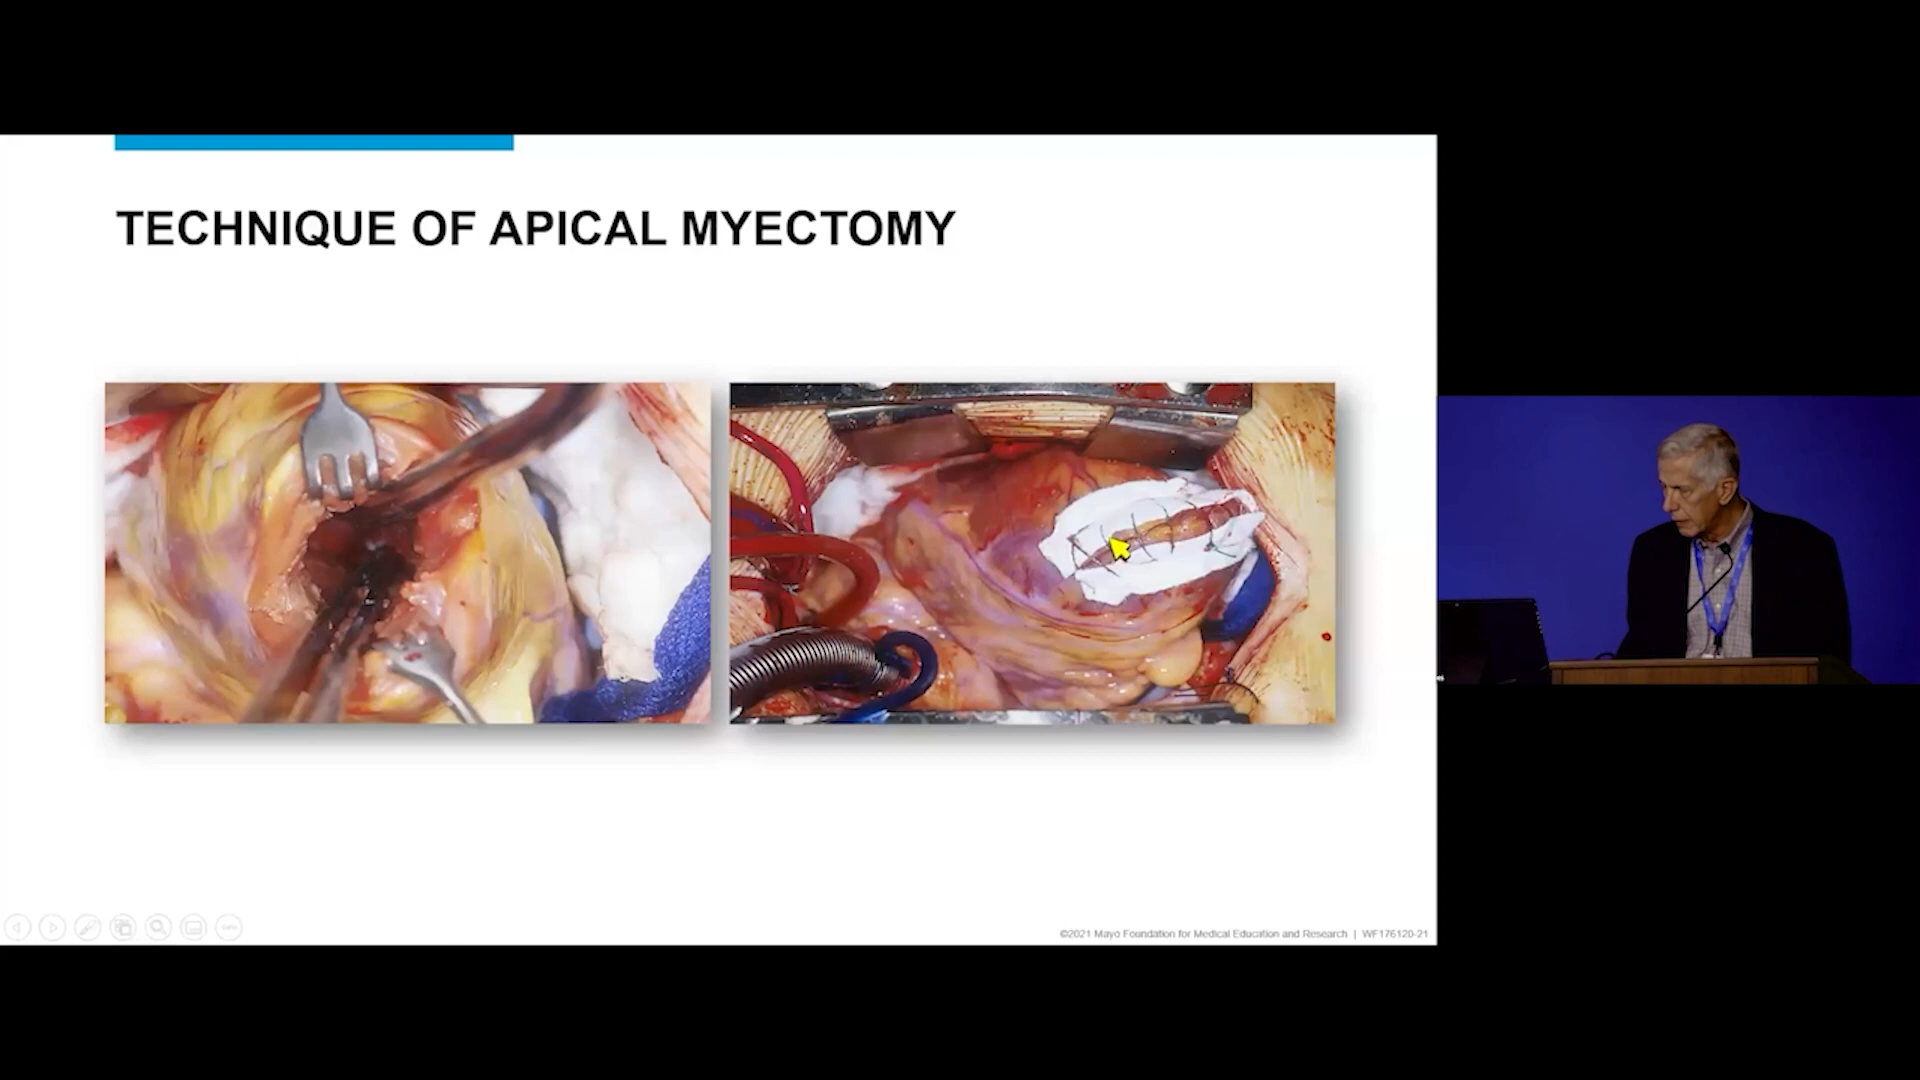 TECHNIQUE OF APICAL MYECTOMY
©2021 Mayo Foundation for Medical Education and Research | WF176120-21